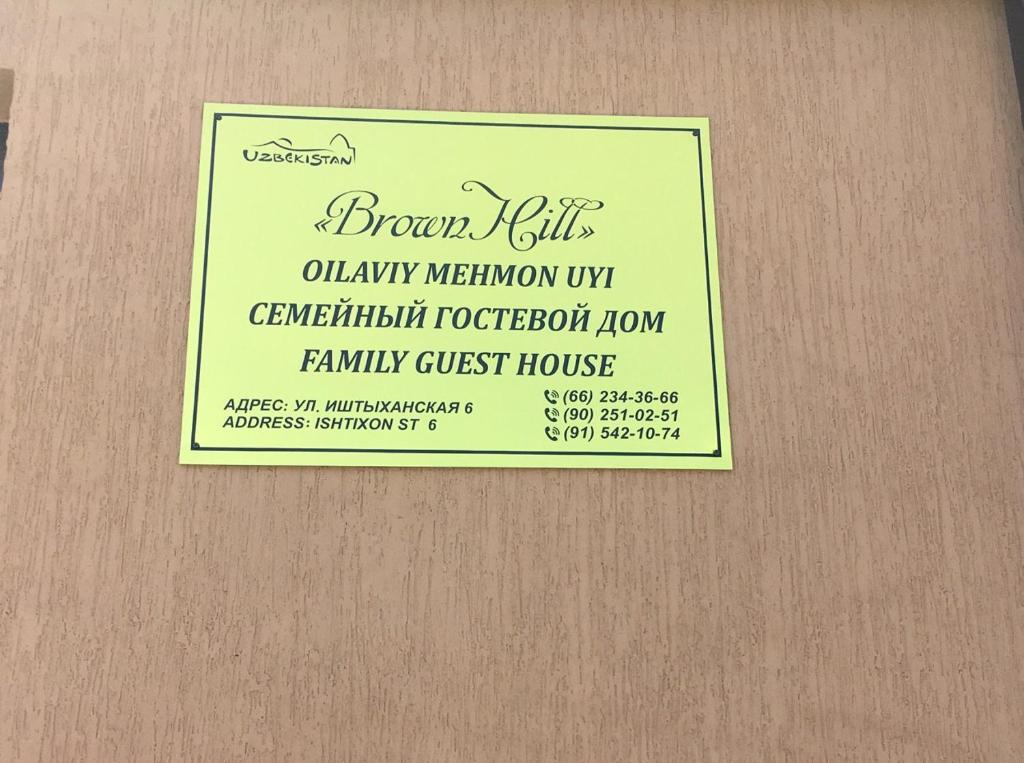 UZBEKISTAN
«Brown Hill»
OILAVIY MEHMON UYI
СЕМЕЙНЫЙ ГОСТЕВОЙ ДОМ
FAMILY GUEST HOUSE
АДРЕС: УЛ. ИШТЫХАНСКАЯ 6
ADDRESS: ISHTIXON ST 6
(66) 234-36-66
(90) 251-02-51
(91) 542-10-74